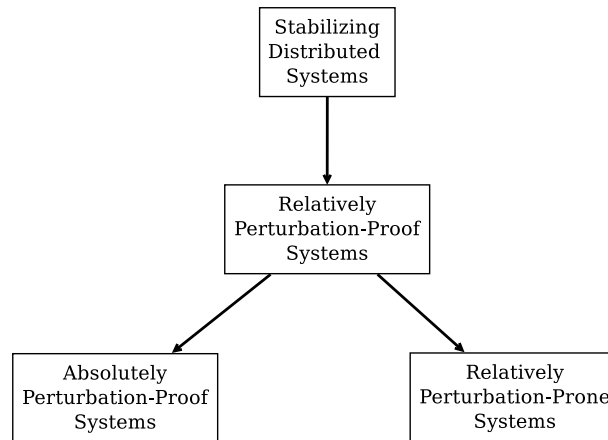 Stabilizing
Distributed
Systems
Relatively
Perturbation-Proof
Systems
Absolutely
Perturbation-Proof
Systems
Relatively
Perturbation-Prone
Systems